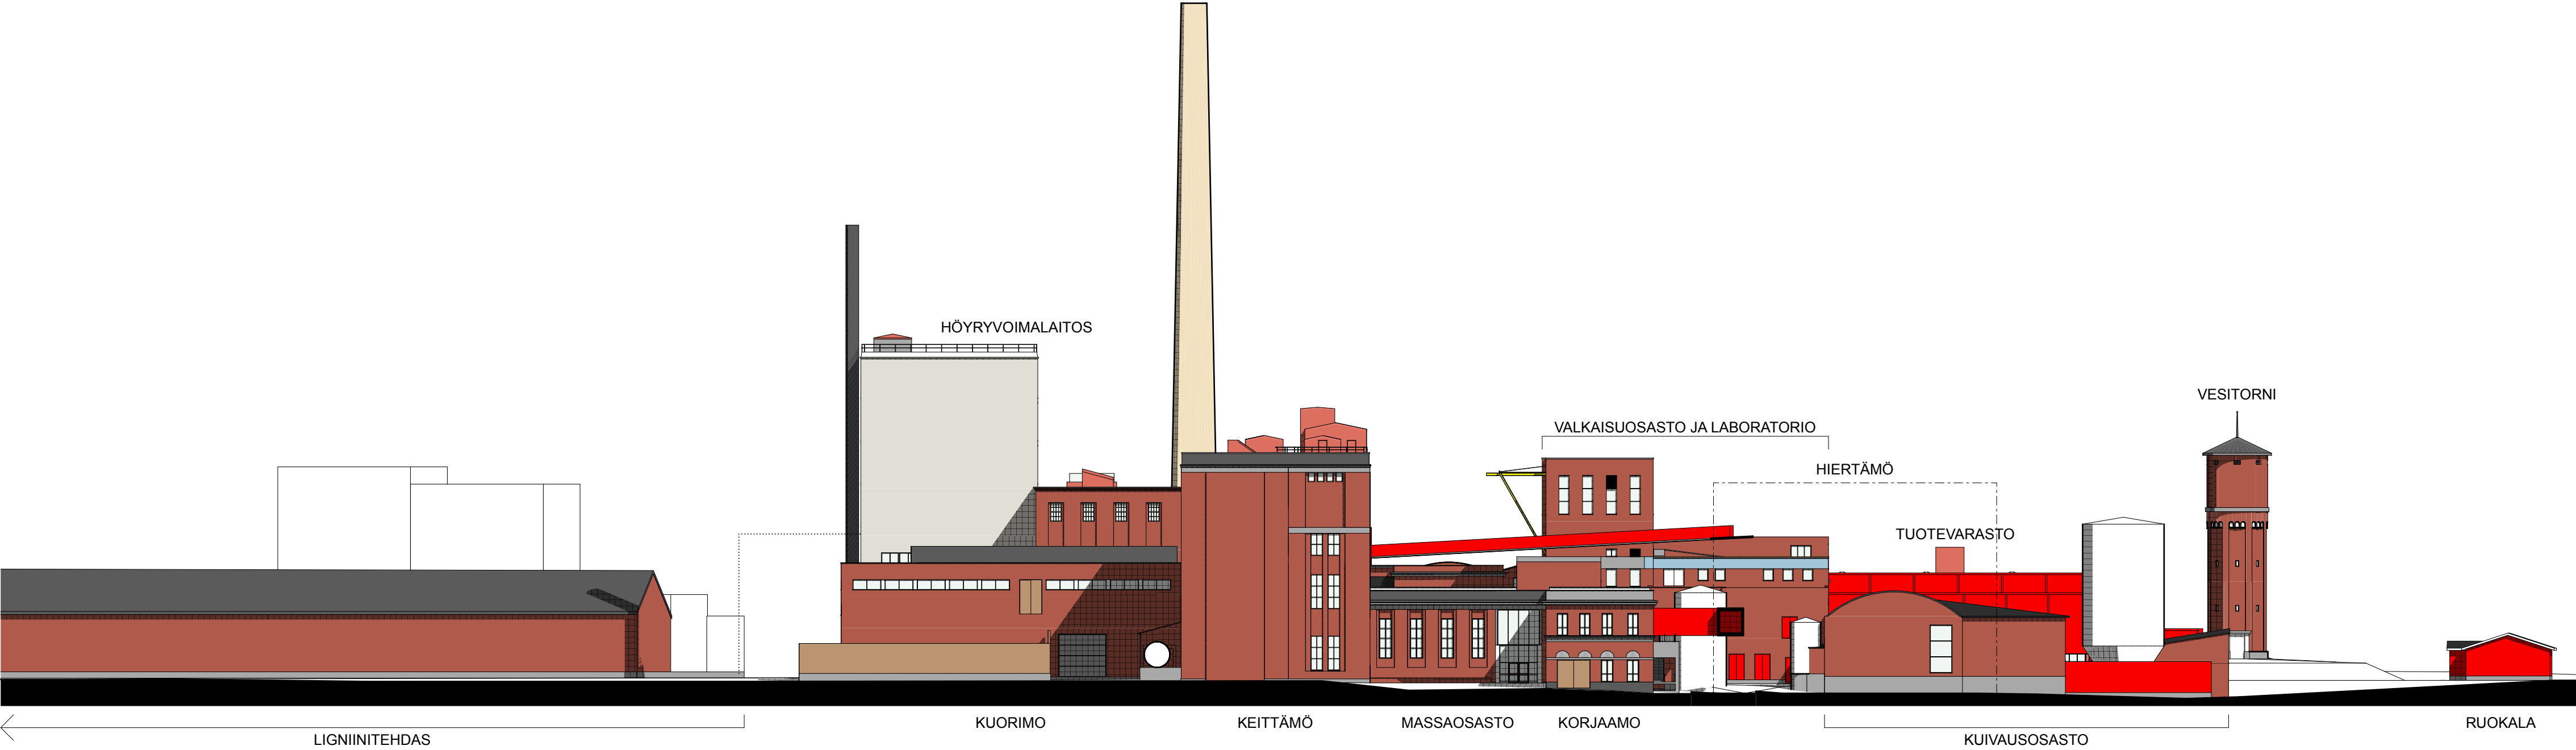 HÖYRYVOIMALAITOS
VESITORNI
VALKAISUOSASTO JA LABORATORIO
HIERTÄMÖ
TUOTEVARASTO
KUORIMO
KEITTÄMÖ
MASSAOSASTO
KORJAAMO
RUOKALA
LIGNIINITEHDAS
KUIVAUSOSASTO